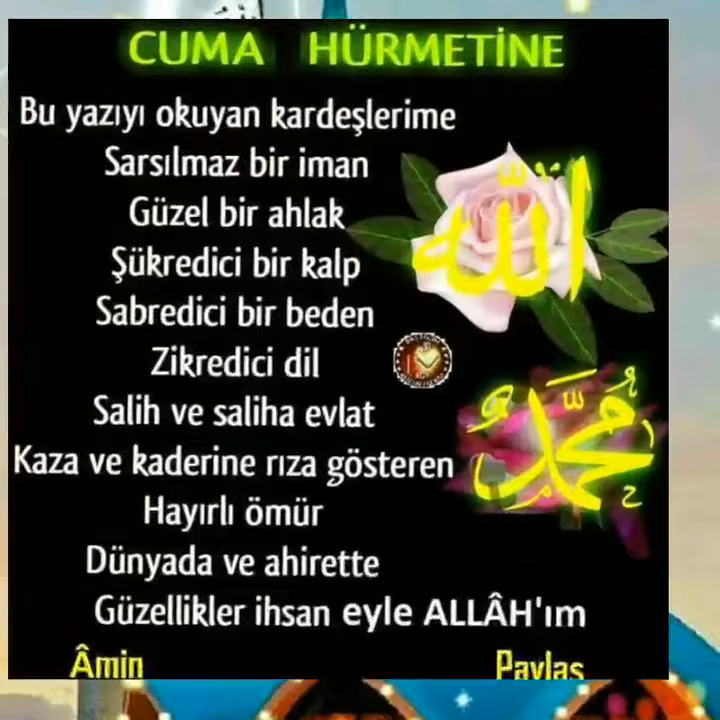 CUMA HÜRMETİNE
Bu yazıyı okuyan kardeşlerime
Sarsılmaz bir iman
Güzel bir ahlak
Şükredici bir kalp
Sabredici bir beden
Zikredici dil
Salih ve saliha evlat
Kaza ve kaderine rıza gösteren
Hayırlı ömür
Dünyada ve ahirette
Güzellikler ihsan eyle ALLÂH'ım
Âmin Paylaş
الله
محمد